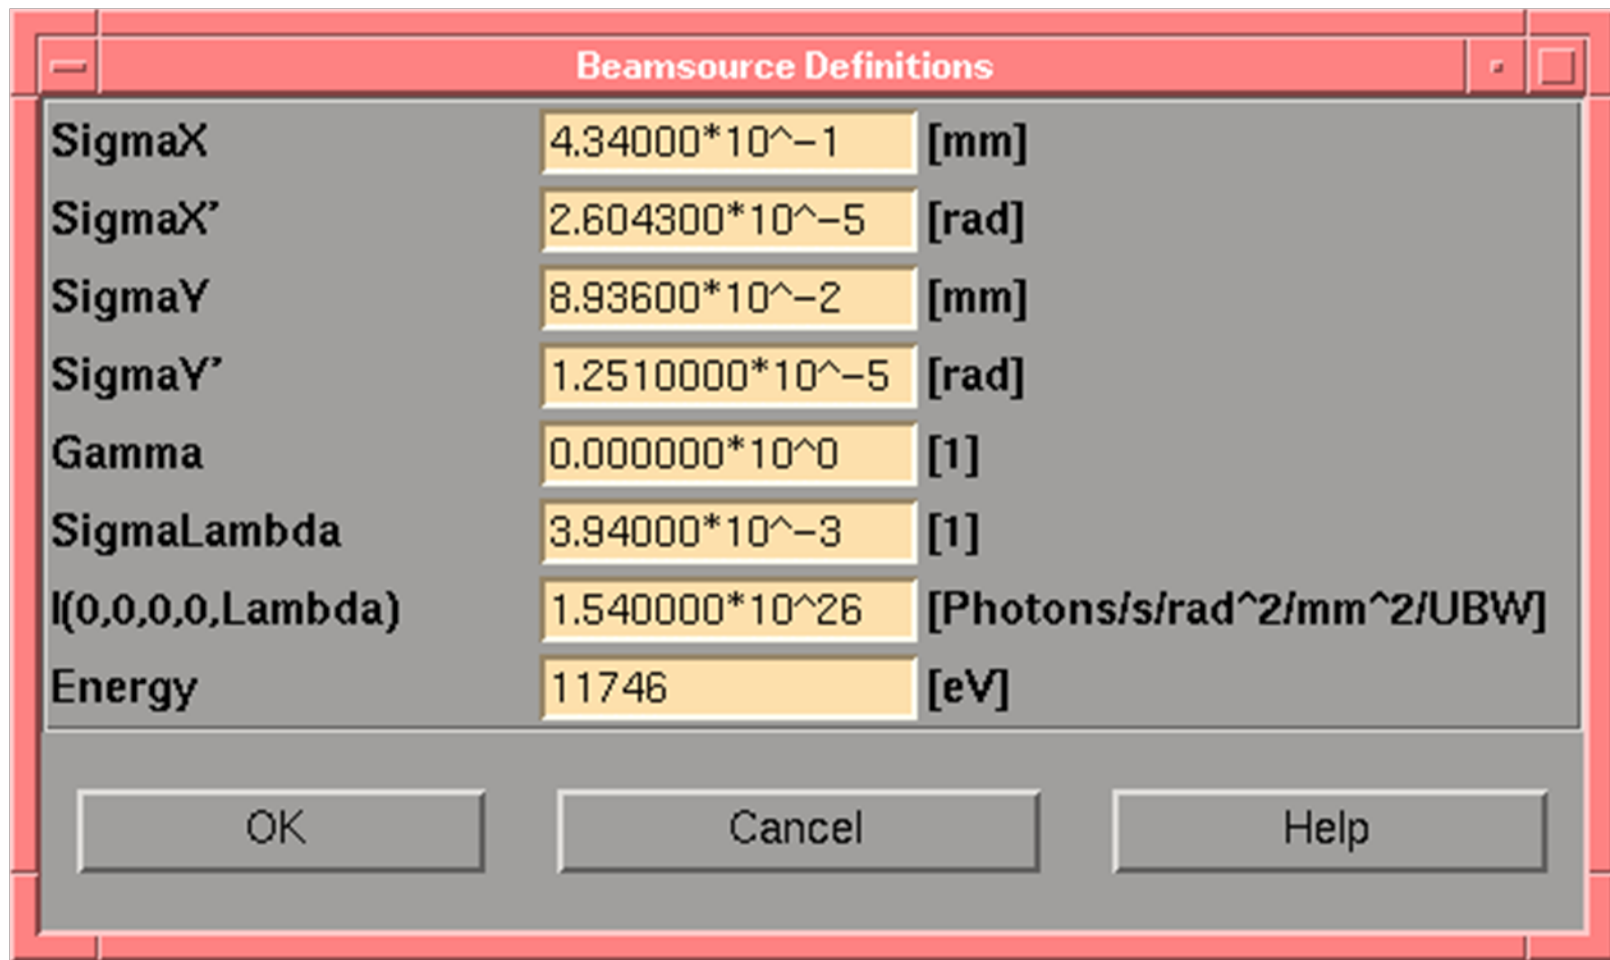 Beamsource Definitions
SigmaX 4.34000*10^-1 [mm]
SigmaX' 2.604300*10^-5 [rad]
SigmaY 8.93600*10^-2 [mm]
SigmaY' 1.2510000*10^-5 [rad]
Gamma 0.000000*10^0 [1]
SigmaLambda 3.94000*10^-3 [1]
I(0,0,0,0,Lambda) 1.540000*10^26 [Photons/s/rad^2/mm^2/UBW]
Energy 11746 [eV]
OK Cancel Help